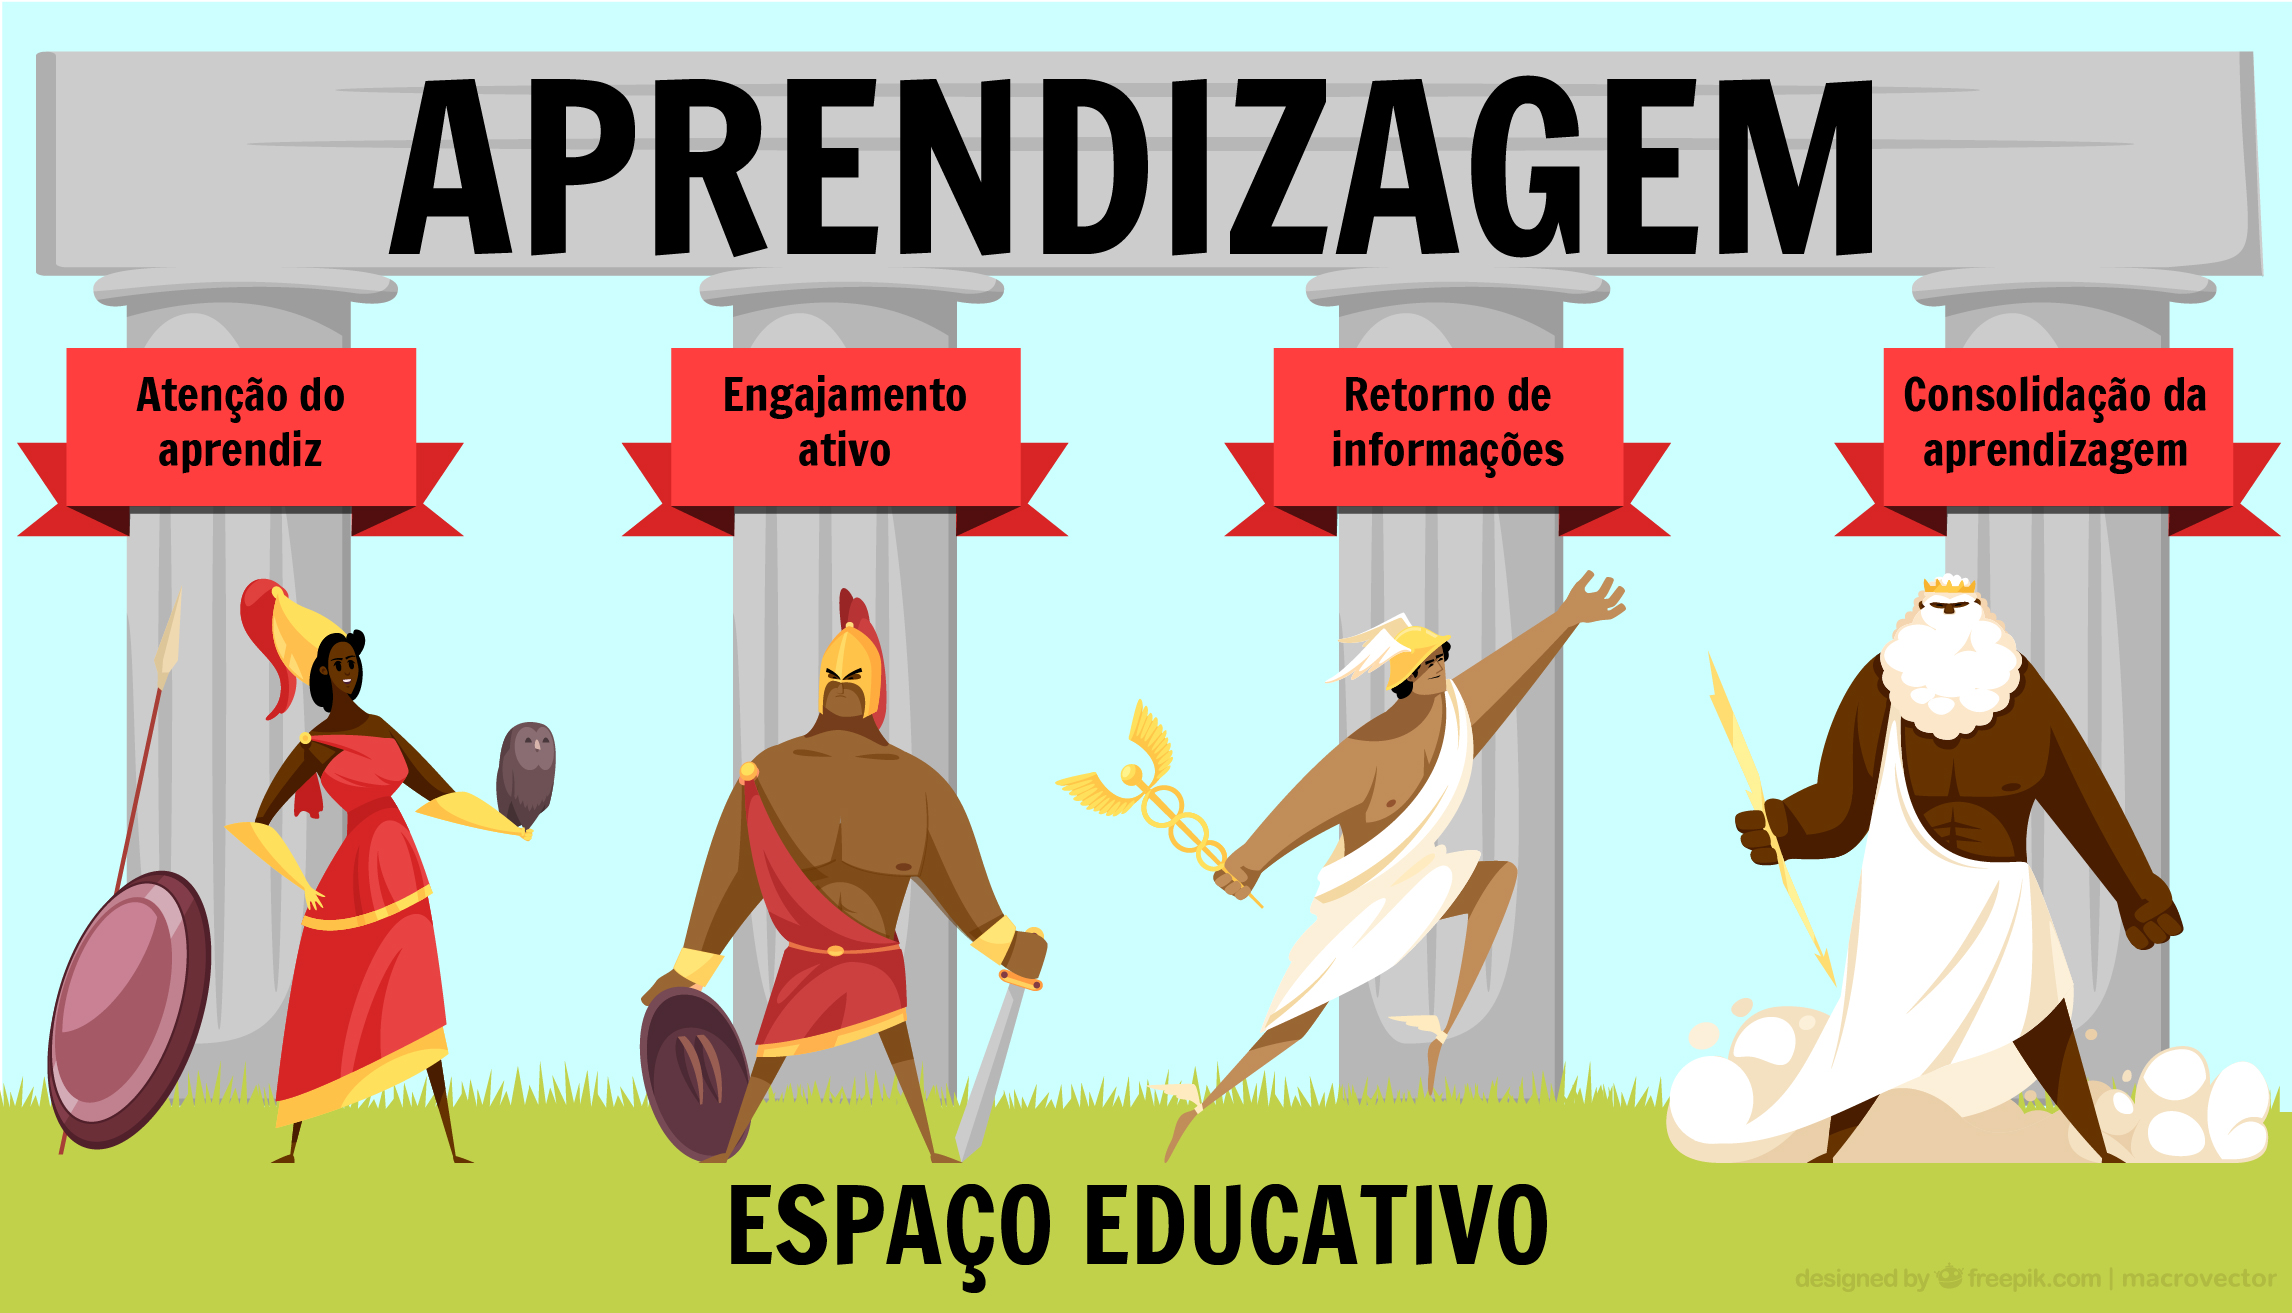 APRENDIZAGEM
Atenção do
aprendiz
Engajamento
ativo
Retorno de
informações
Consolidação da
aprendizagem
ESPAÇO EDUCATIVO
designed by freepik.com | macrovector